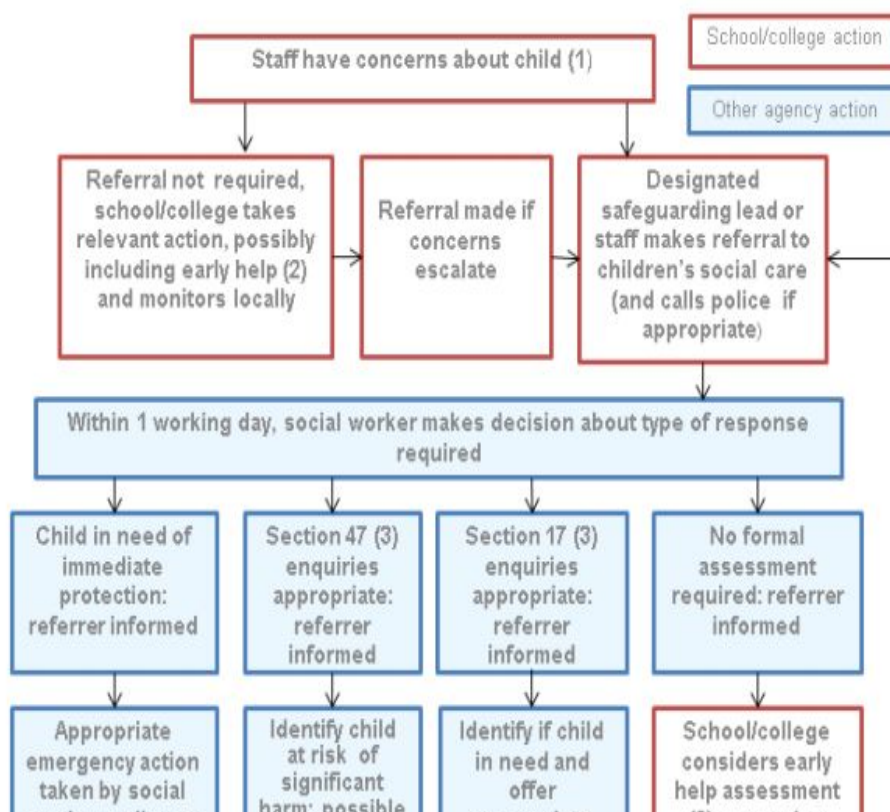 School/college action
Staff have concerns about child (1)
Other agency action
Referral not required,
school/college takes
relevant action, possibly
including early help (2)
and monitors locally
Referral made if
concerns
escalate
Designated
safeguarding lead or
staff makes referral to
children's social care
(and calls police if
appropriate)
Within 1 working day, social worker makes decision about type of response
required
Child in need of
immediate
protection:
referrer informed
Section 47 (3)
enquiries
appropriate:
referrer
informed
Section 17 (3)
enquiries
appropriate:
referrer
informed
No formal
assessment
required: referrer
informed
Appropriate
emergency action
taken by social
Identify child
at risk of
significant
harm: possible
Identify if child
in need and
offer
School/college
considers early
help assessment